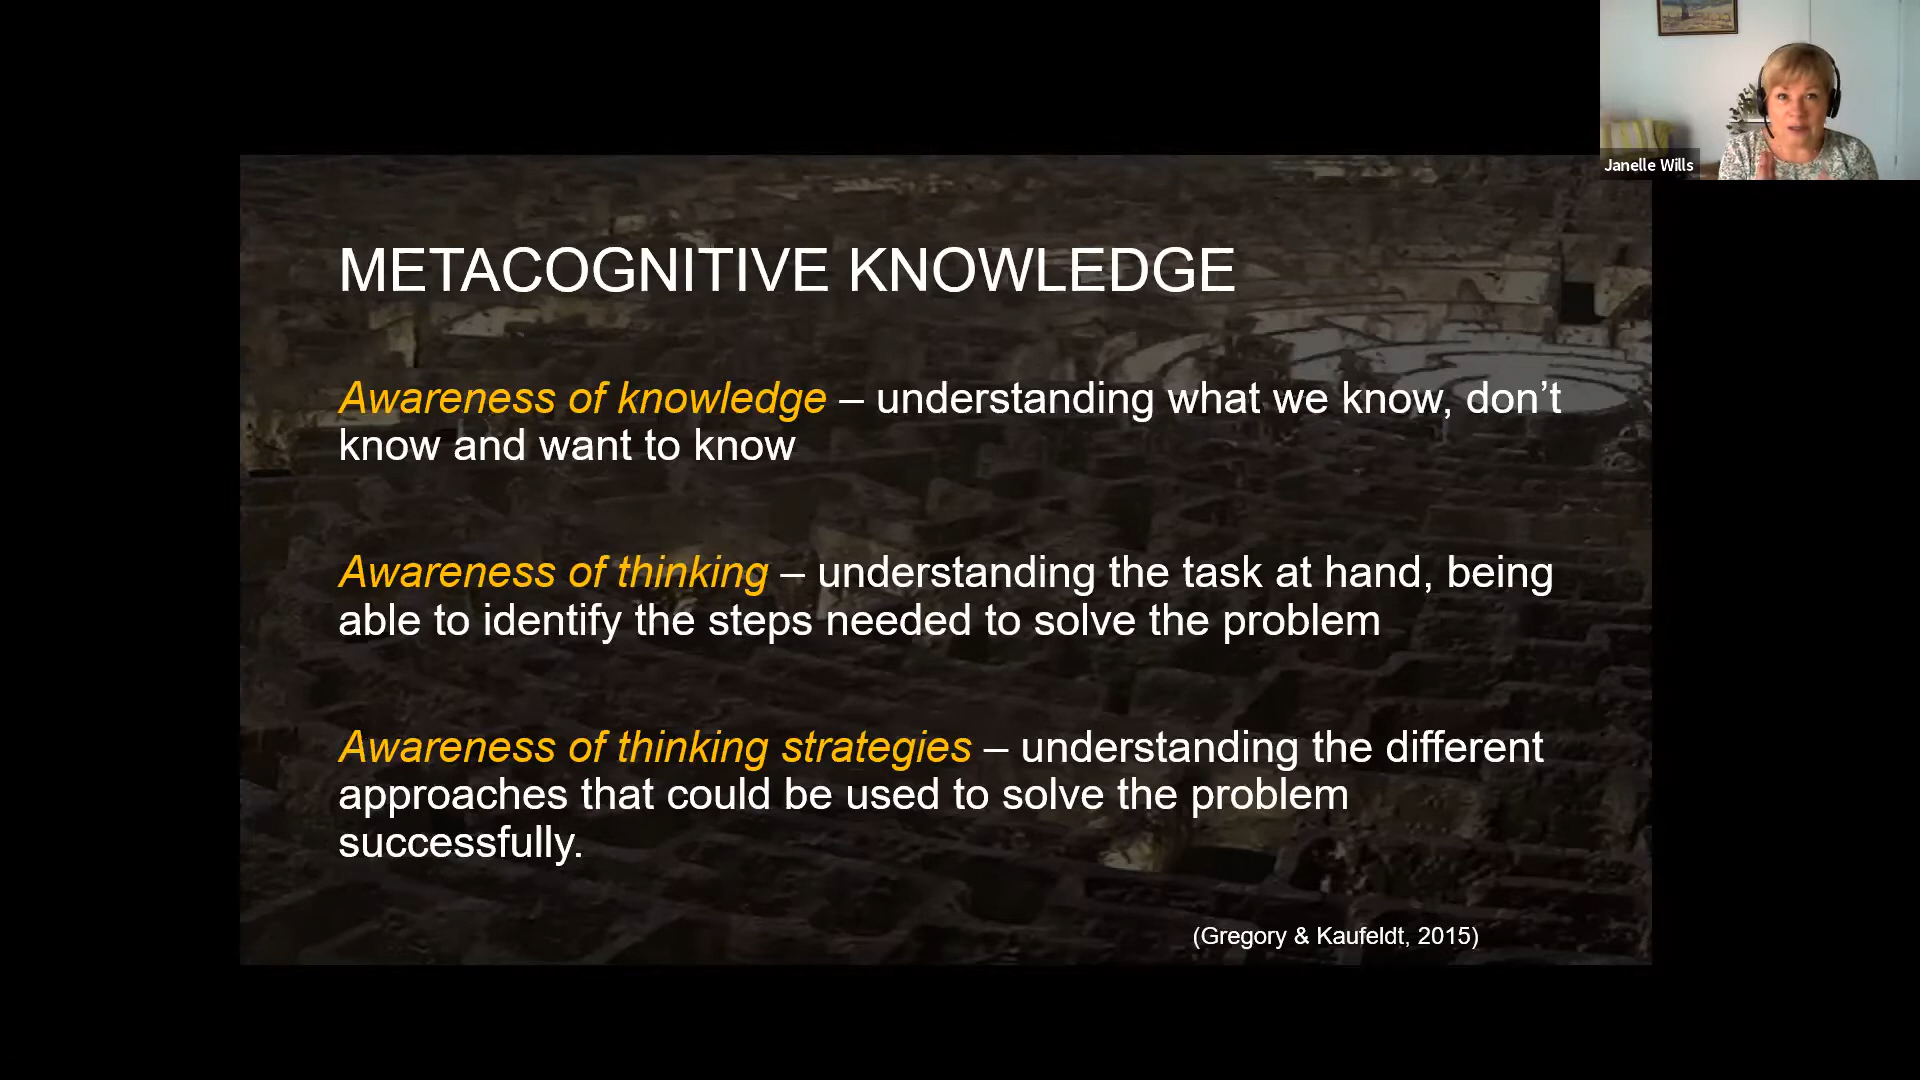 Janelle Wills
METACOGNITIVE KNOWLEDGE
Awareness of knowledge – understanding what we know, don’t
know and want to know
Awareness of thinking – understanding the task at hand, being
able to identify the steps needed to solve the problem
Awareness of thinking strategies – understanding the different
approaches that could be used to solve the problem
successfully.
(Gregory & Kaufeldt, 2015)